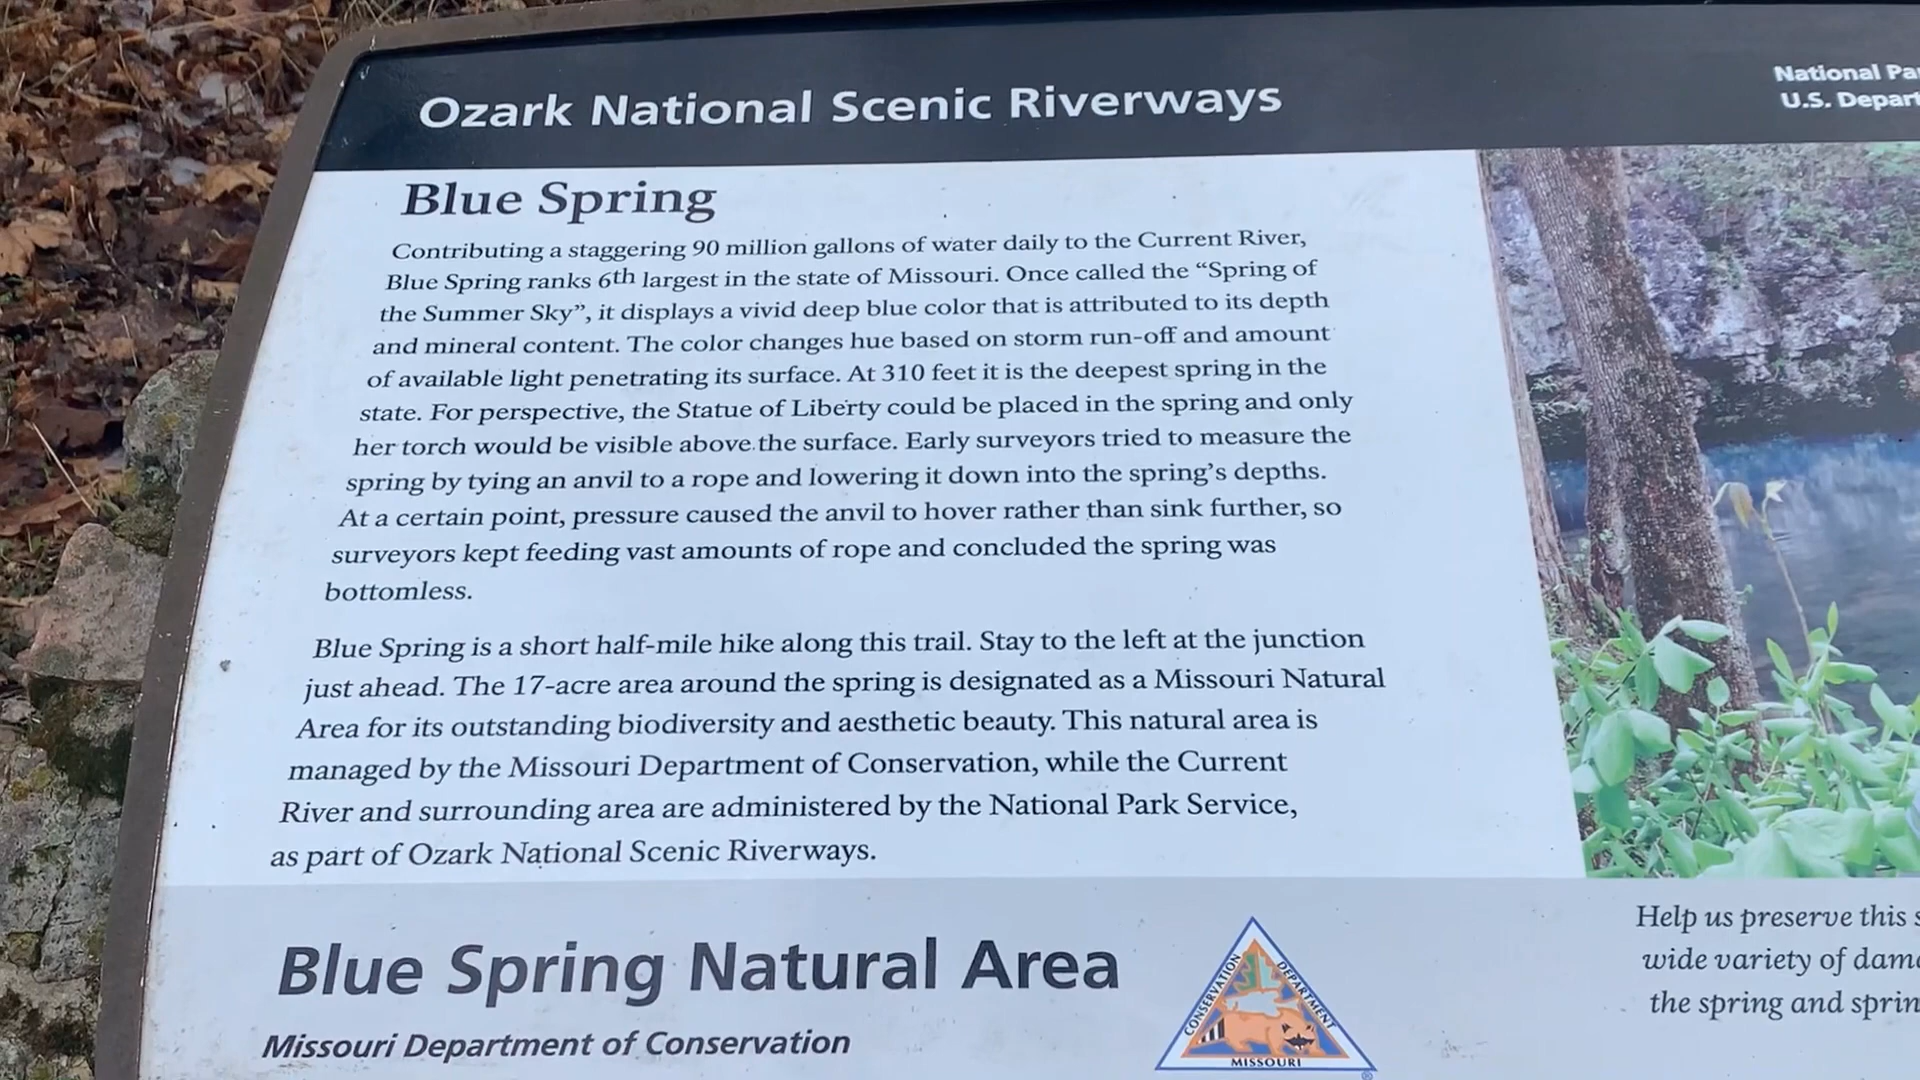 Ozark National Scenic Riverways
National
U.S.
Blue Spring
Contributing a staggering 90 million gallons of water daily to the Current River,
Blue Spring ranks 6th largest in the state of Missouri. Once called the “Spring of
the Summer Sky”, it displays a vivid deep blue color that is attributed to its depth
and mineral content. The color changes hue based on storm run-off and amount
of available light penetrating its surface. At 310 feet it is the deepest spring in the
state. For perspective, the Statue of Liberty could be placed in the spring and only
her torch would be visible above the surface. Early surveyors tried to measure the
spring by tying an anvil to a rope and lowering it down into the spring’s depths.
At a certain point, pressure caused the anvil to hover rather than sink further, so
surveyors kept feeding vast amounts of rope and concluded the spring was
bottomless.
Blue Spring is a short half-mile hike along this trail. Stay to the left at the junction
just ahead. The 17-acre area around the spring is designated as a Missouri Natural
Area for its outstanding biodiversity and aesthetic beauty. This natural area is
managed by the Missouri Department of Conservation, while the Current
River and surrounding area are administered by the National Park Service,
as part of Ozark National Scenic Riverways.
Blue Spring Natural Area
Missouri Department of Conservation
CONSERVATION DEPARTMENT
MISSOURI
®
Help us preserve this
wide variety of
the spring and